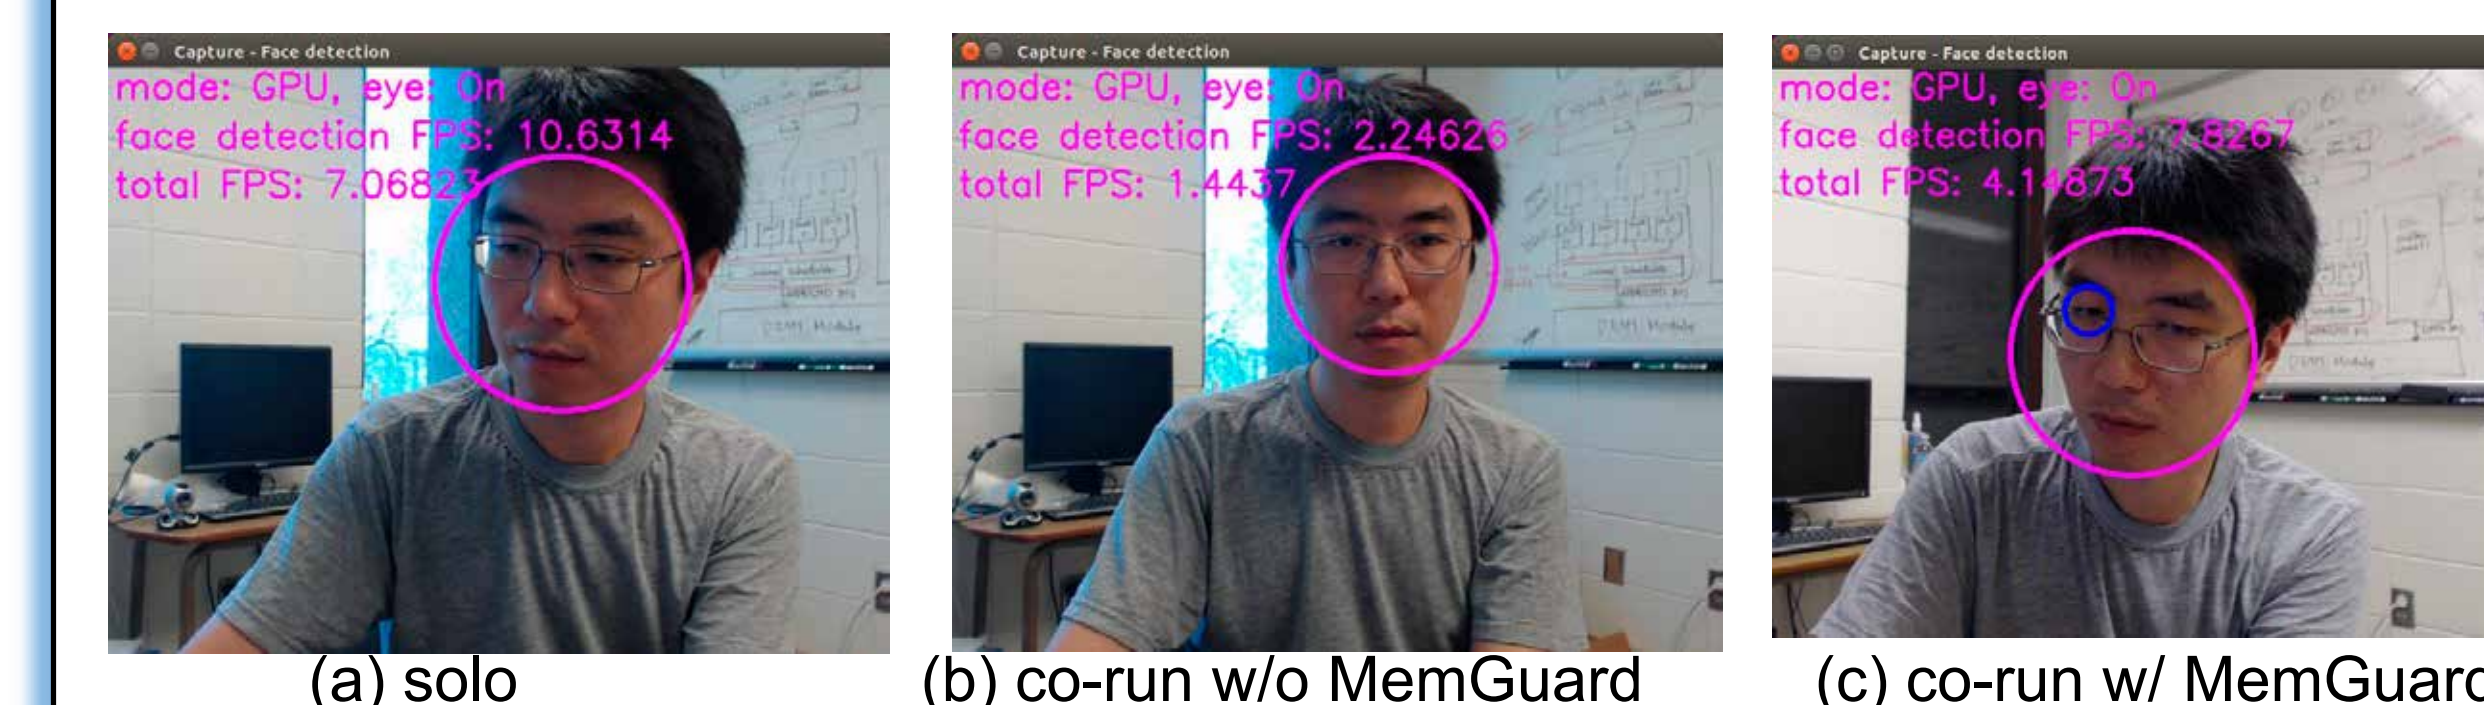 Capture - Face detection
mode: GPU, eye: On
face detection FPS: 10.6314
total FPS: 7.06823
(a) solo
Capture - Face detection
mode: GPU, eye: On
face detection FPS: 2.24626
total FPS: 1.4437
(b) co-run w/o MemGuard
Capture - Face detection
mode: GPU, eye: On
face detection FPS: 7.8267
total FPS: 4.14873
(c) co-run w/ MemGuard